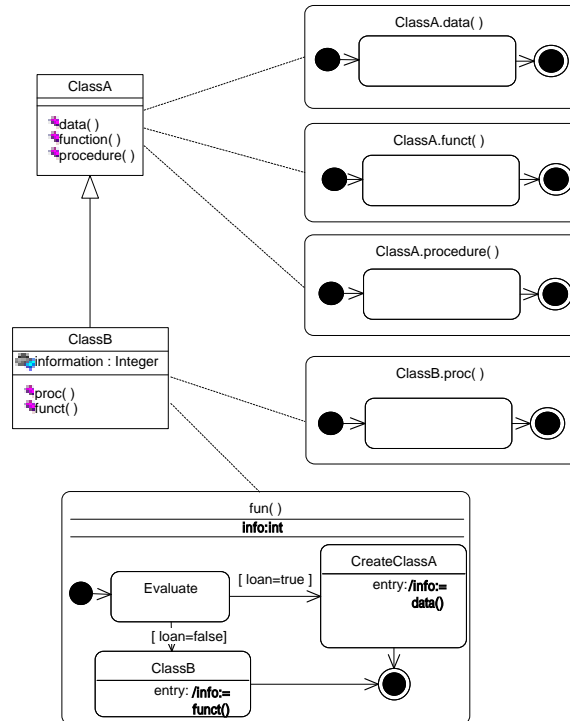 ClassA.data( )
ClassA
data( )
function( )
procedure( )
ClassA.funct( )
ClassA.procedure( )
ClassB
information : Integer
proc( )
funct( )
ClassB.proc( )
fun( )
info:int
CreateClassA
entry: /info:=
data()
Evaluate
[ loan=true ]
[ loan=false]
ClassB
entry: /info:=
funct()